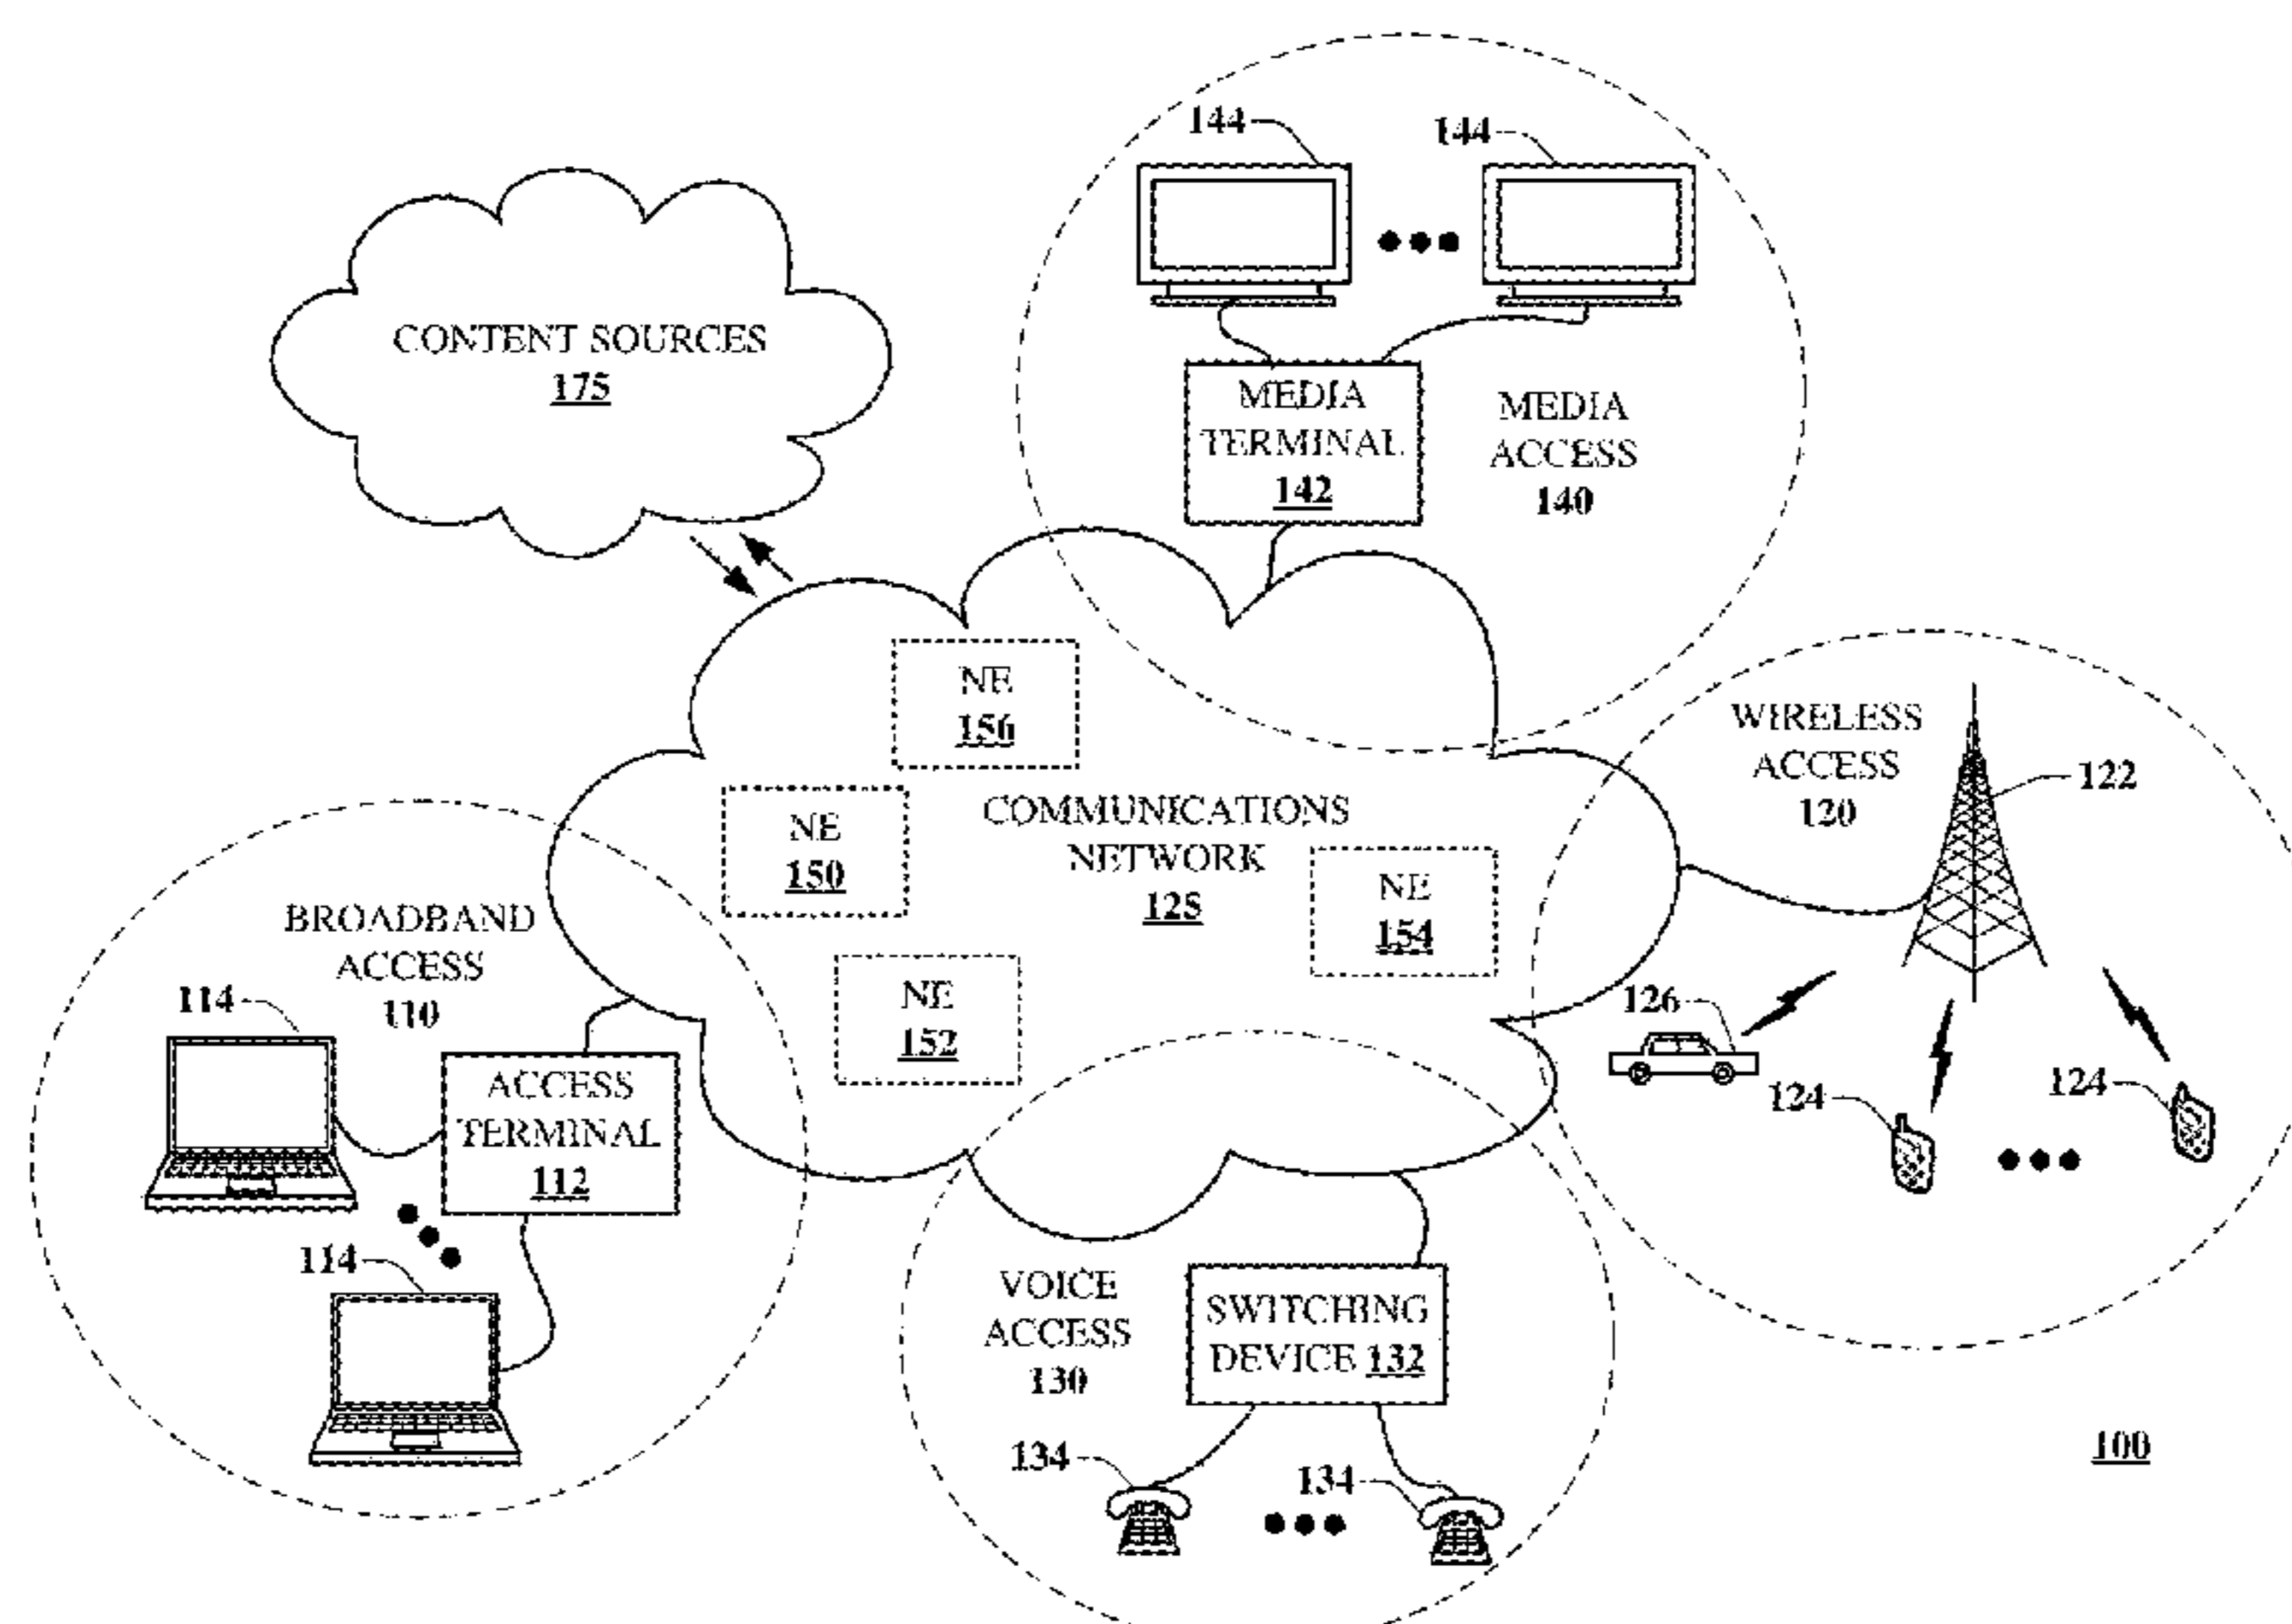 144
144
CONTENT SOURCES
175
MEDIA
TERMINAL
142
MEDIA
ACCESS
140
NE
156
WIRELESS
ACCESS
120
122
NE
150
COMMUNICATIONS
NETWORK
125
NE
154
BROADBAND
ACCESS
110
114
NE
152
126
ACCESS
TERMINAL
112
124
124
114
VOICE
ACCESS
130
SWITCHING
DEVICE 132
134
134
100